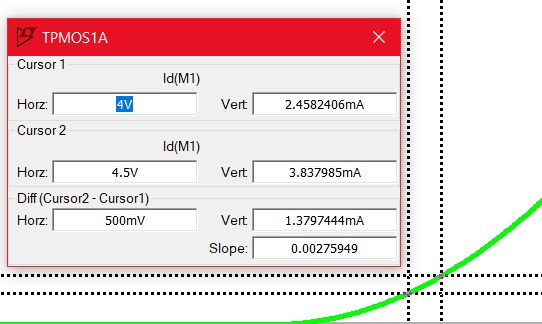 TPMOS1A
Cursor 1
Id(M1)
Horz: 4V Vert: 2.4582406mA
Cursor 2
Id(M1)
Horz: 4.5V Vert: 3.837985mA
Diff (Cursor2 - Cursor1)
Horz: 500mV Vert: 1.3797444mA
Slope: 0.00275949